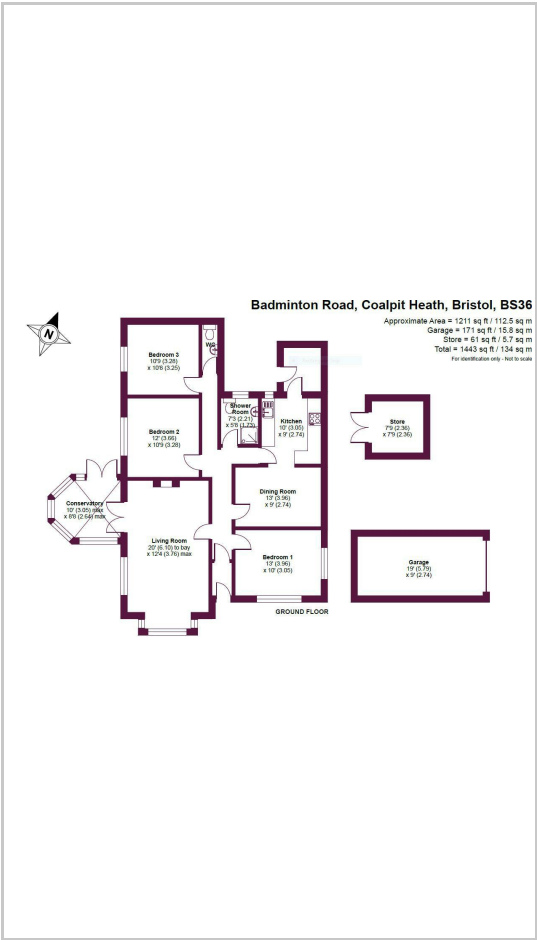 Badminton Road, Coalpit Heath, Bristol, BS36
Approximate Area = 1211 sq ft / 112.5 sq m
Garage = 171 sq ft / 15.8 sq m
Store = 61 sq ft / 5.7 sq m
Total = 1443 sq ft / 134 sq m
For identification only - Not to scale
N
Bedroom 3
10'9 (3.28)
x 10'8 (3.25)
WC
Shower
Room
7'3 (2.21)
x 5'8 (1.73)
Kitchen
10' (3.05)
x 9' (2.74)
Store
7'9 (2.36)
x 7'9 (2.36)
Bedroom 2
12' (3.66)
x 10'9 (3.28)
Dining Room
13' (3.96)
x 9' (2.74)
Conservatory
10' (3.05) max
x 8'8 (2.64) max
Living Room
20' (6.10) to bay
x 12'4 (3.76) max
Bedroom 1
13' (3.96)
x 10' (3.05)
Garage
19' (5.79)
x 9' (2.74)
GROUND FLOOR